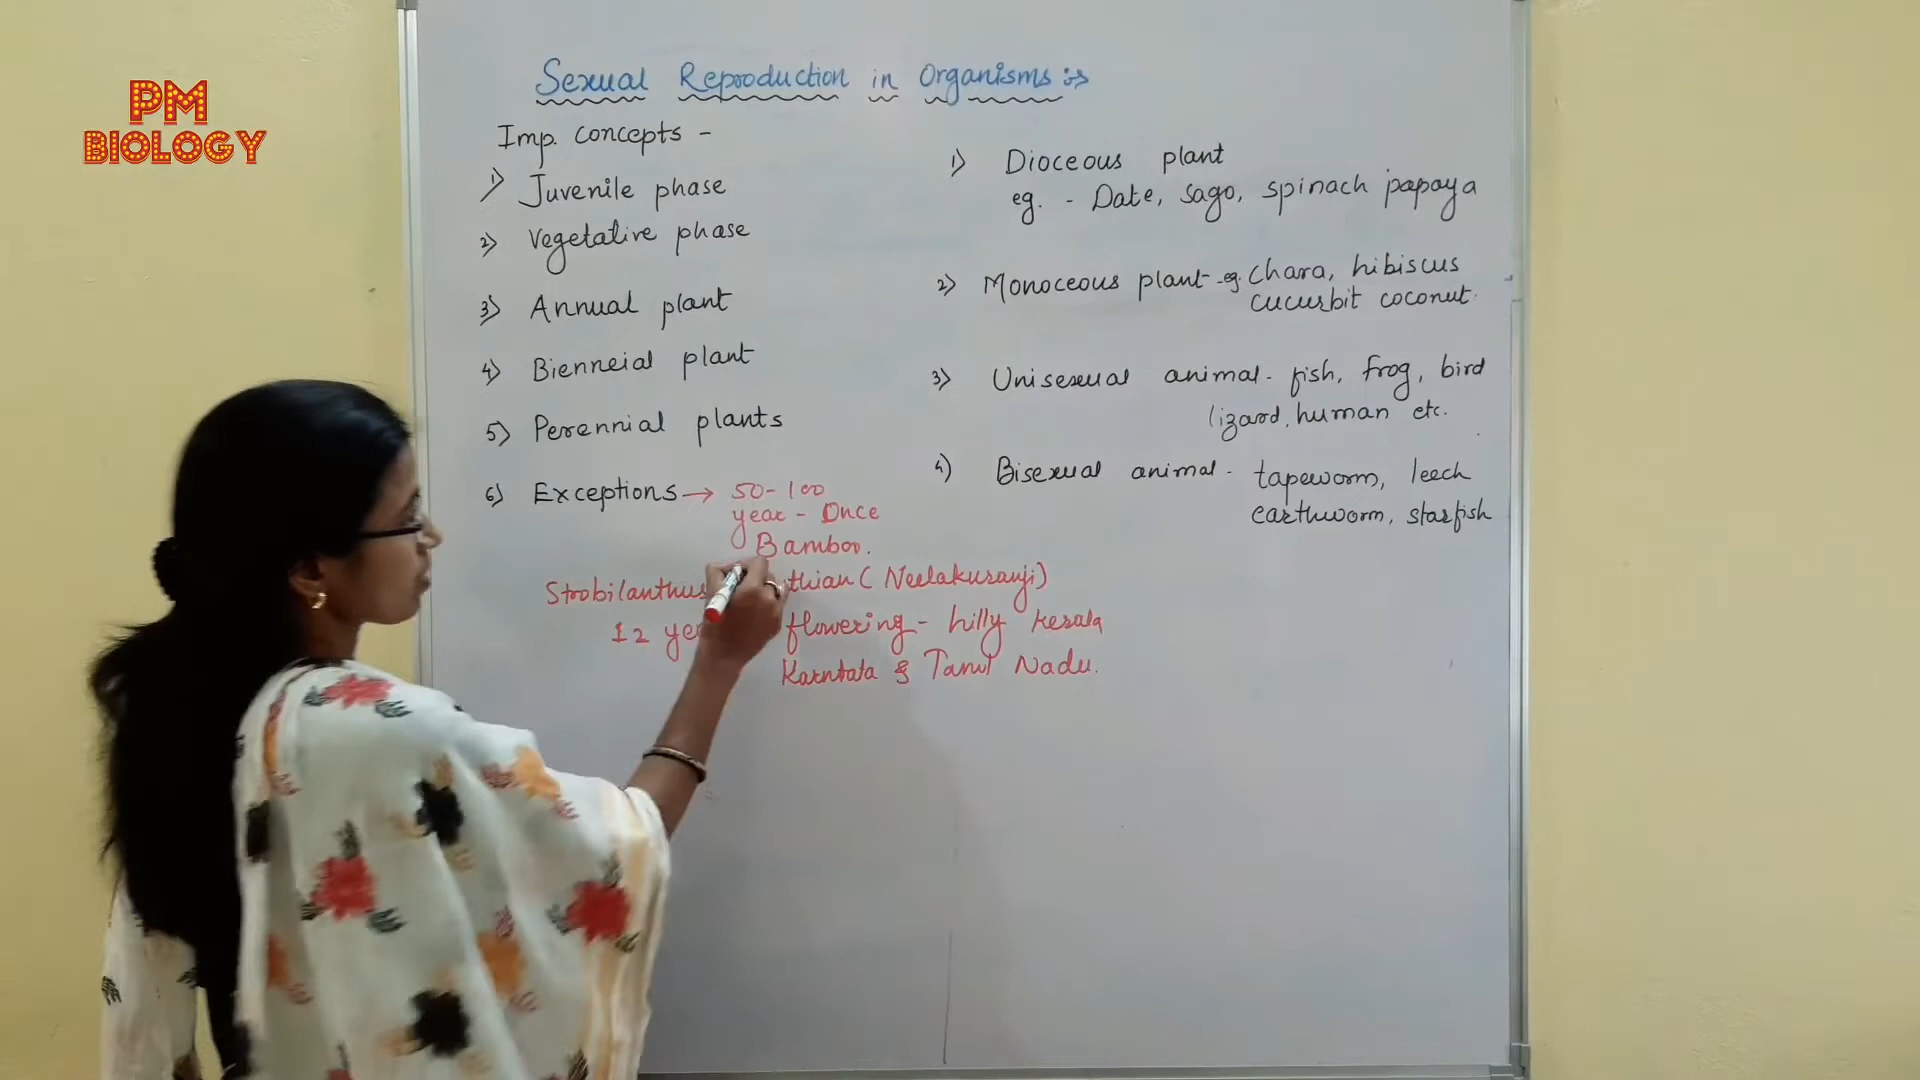 PM
BIOLOGY
Sexual Reproduction in Organisms :-
Imp. concepts -
1) Juvenile phase
2) Vegetative phase
3) Annual plant
4) Bienneial plant
5) Perennial plants
6) Exceptions → 50-100
year - Once
Bamboo.
Strobilanthus (Neelakuranji)
12 flowering - hilly Kerala
Karntata & Tamil Nadu.
1) Dioceous plant
eg. - Date, sago, spinach papaya
2) Monoceous plant - eg. chara, hibiscus
cucurbit coconut.
3) Unisexual animal - fish, frog, bird
lizard, human etc.
4) Bisexual animal - tapeworm, leech
earthworm, starfish